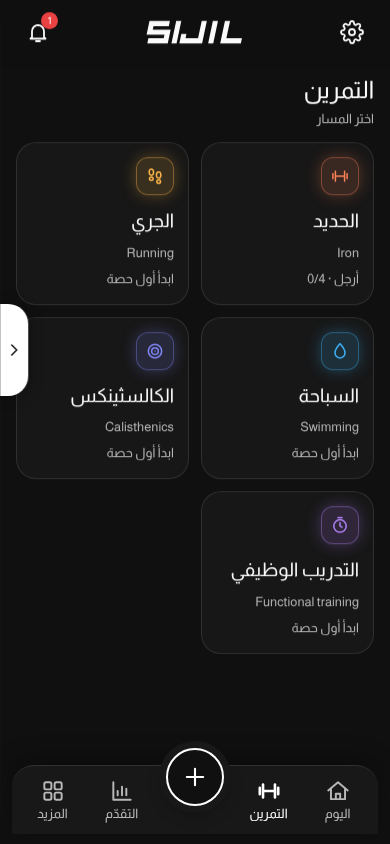 1
SIJIL
التمرين
اختر المسار
الحديد
Iron
أرجل · 0/4
الجري
Running
ابدأ أول حصة
السباحة
Swimming
ابدأ أول حصة
الكالسثينكس
Calisthenics
ابدأ أول حصة
التدريب الوظيفي
Functional training
ابدأ أول حصة
اليوم
التمرين
التقدّم
المزيد